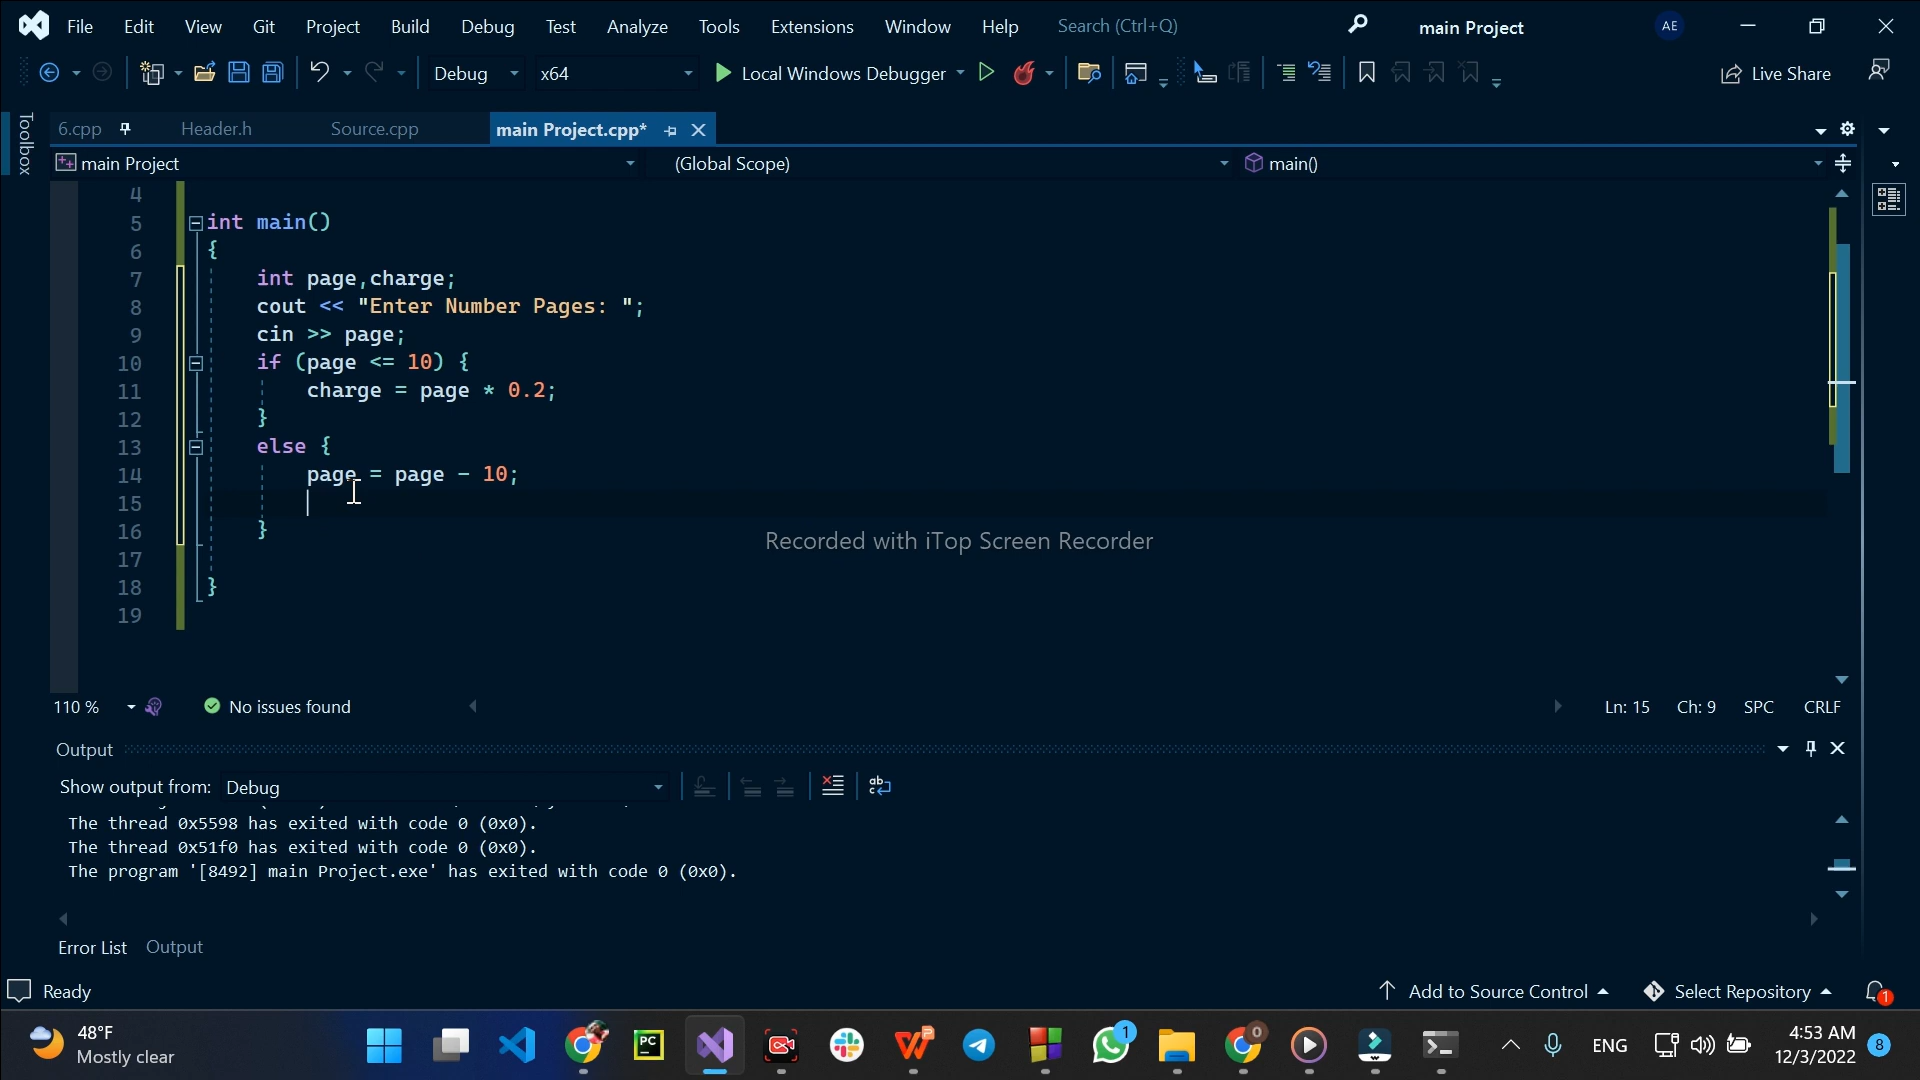 File Edit View Git Project Build Debug Test Analyze Tools Extensions Window Help Search (Ctrl+Q) main Project AE
Debug x64 Local Windows Debugger Live Share
Toolbox
6.cpp Header.h Source.cpp main Project.cpp*
main Project (Global Scope) main()
4
5 int main()
6 {
7 int page,charge;
8 cout << "Enter Number Pages: ";
9 cin >> page;
10 if (page <= 10) {
11 charge = page * 0.2;
12 }
13 else {
14 page = page - 10;
15
16 }
Recorded with iTop Screen Recorder
17
18 }
19
110 % No issues found Ln: 15 Ch: 9 SPC CRLF
Output
Show output from: Debug
The thread 0x5598 has exited with code 0 (0x0).
The thread 0x51f0 has exited with code 0 (0x0).
The program '[8492] main Project.exe' has exited with code 0 (0x0).
Error List Output
Ready Add to Source Control Select Repository 1
48°F
Mostly clear
PC
1
0
ENG
4:53 AM
12/3/2022
8